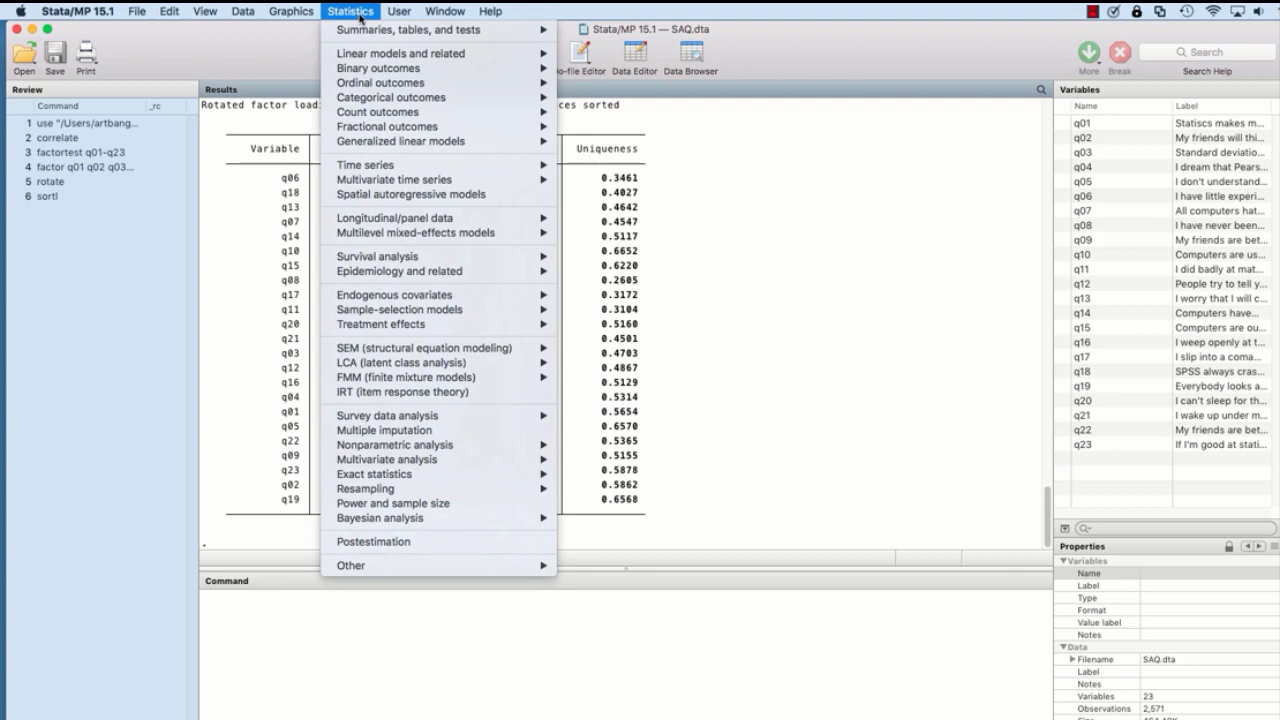 Stata/MP 15.1 File Edit View Data Graphics Statistics User Window Help
Stata/MP 15.1 — SAQ.dta
Open Save Print o-file Editor Data Editor Data Browser More Break Search Search Help
Review
Command _rc
1 use "/Users/artbang...
2 correlate
3 factortest q01-q23
4 factor q01 q02 q03...
5 rotate
6 sortl
Results
Rotated factor load
ces sorted
Variable Uniqueness
q06 0.3461
q18 0.4027
q13 0.4642
q07 0.4547
q14 0.5117
q10 0.6652
q15 0.6220
q08 0.2605
q17 0.3172
q11 0.3104
q20 0.5160
q21 0.4501
q03 0.4703
q12 0.4867
q16 0.5129
q04 0.5314
q01 0.5654
q05 0.6570
q22 0.5365
q09 0.5155
q23 0.5878
q02 0.5862
q19 0.6568
.
Summaries, tables, and tests
Linear models and related
Binary outcomes
Ordinal outcomes
Categorical outcomes
Count outcomes
Fractional outcomes
Generalized linear models
Time series
Multivariate time series
Spatial autoregressive models
Longitudinal/panel data
Multilevel mixed-effects models
Survival analysis
Epidemiology and related
Endogenous covariates
Sample-selection models
Treatment effects
SEM (structural equation modeling)
LCA (latent class analysis)
FMM (finite mixture models)
IRT (item response theory)
Survey data analysis
Multiple imputation
Nonparametric analysis
Multivariate analysis
Exact statistics
Resampling
Power and sample size
Bayesian analysis
Postestimation
Other
Command
Variables
Name Label
q01 Statiscs makes m...
q02 My friends will thi...
q03 Standard deviatio...
q04 I dream that Pears...
q05 I don't understand...
q06 I have little experi...
q07 All computers hat...
q08 I have never been...
q09 My friends are bet...
q10 Computers are us...
q11 I did badly at mat...
q12 People try to tell y...
q13 I worry that I will c...
q14 Computers have...
q15 Computers are ou...
q16 I weep openly at t...
q17 I slip into a coma...
q18 SPSS always cras...
q19 Everybody looks a...
q20 I can't sleep for th...
q21 I wake up under m...
q22 My friends are bet...
q23 If I'm good at stati...
Properties
Variables
Name
Label
Type
Format
Value label
Notes
Data
Filename SAQ.dta
Label
Notes
Variables 23
Observations 2,571